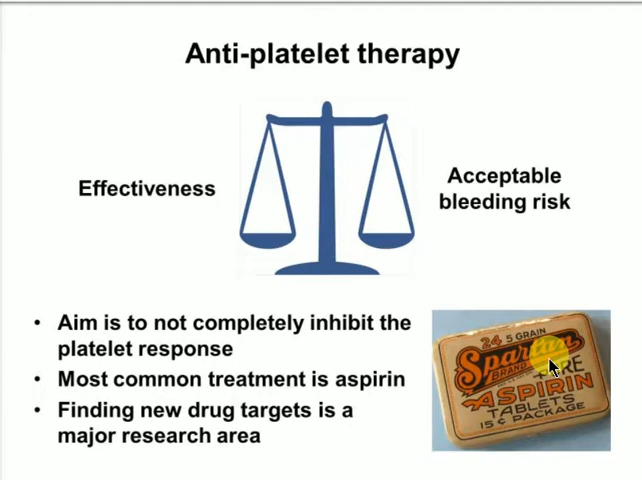 Anti-platelet therapy
Effectiveness
Acceptable
bleeding risk
• Aim is to not completely inhibit the
platelet response
• Most common treatment is aspirin
• Finding new drug targets is a
major research area
24 5 GRAIN
Spartan
BRAND
ASPIRIN
TABLETS
15¢ PACKAGE